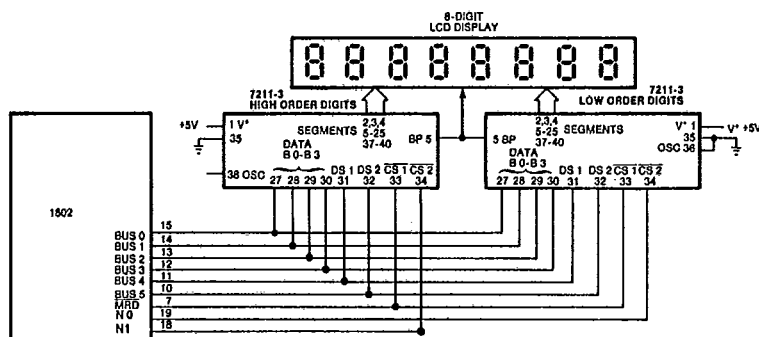 8-DIGIT
LCD DISPLAY
7211-3
HIGH ORDER DIGITS
7211-3
LOW ORDER DIGITS
+5V
1 V+
35
38 OSC
2,3,4
5-25
37-40
SEGMENTS
BP 5
DATA
B 0-B 3
DS 1
DS 2
CS 1
CS 2
27
28
29
30
31
32
33
34
5 BP
2,3,4
5-25
37-40
SEGMENTS
V+ 1
35
OSC 36
V+ +5V
DATA
B 0-B 3
DS 1
DS 2
CS 1
CS 2
27
28
29
30
31
32
33
34
1802
BUS 0
15
BUS 1
14
BUS 2
13
BUS 3
12
BUS 4
11
BUS 5
10
MRD
7
N 0
19
N1
18